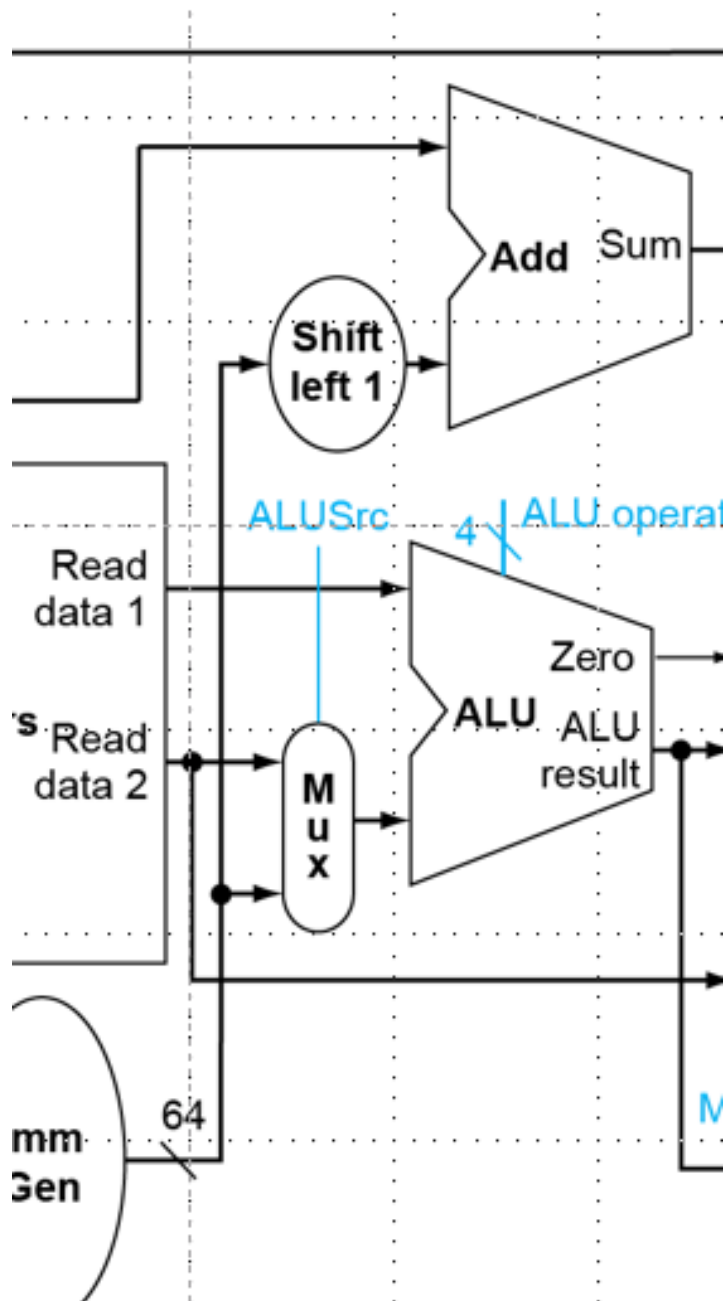 Add
Sum
Shift
left 1
ALUSrc
4
ALU operat
Read
data 1
Zero
ALU
ALU
result
rs
Read
data 2
M
u
x
64
mm
Gen
M